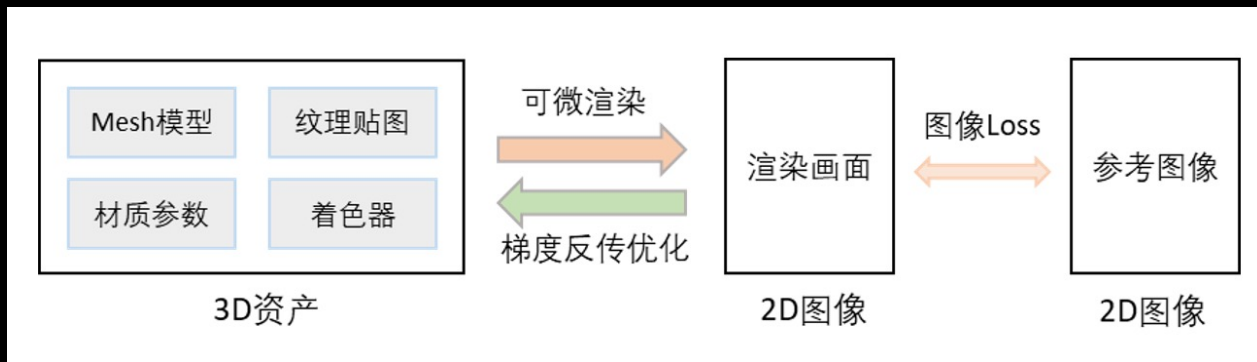 Mesh模型
纹理贴图
材质参数
着色器
3D资产
可微渲染
梯度反传优化
渲染画面
2D图像
图像Loss
参考图像
2D图像